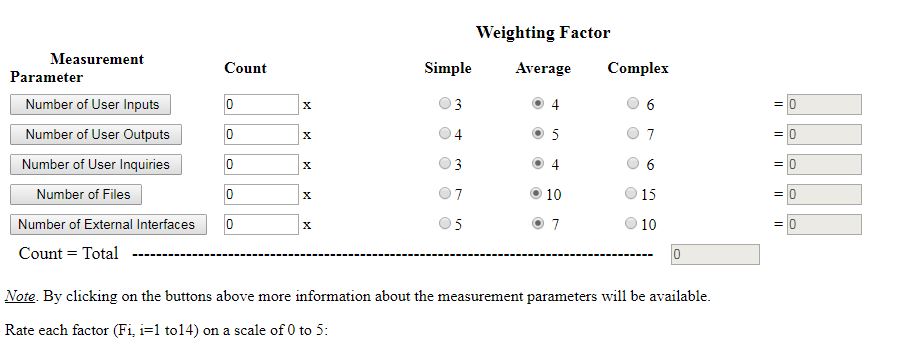 Weighting Factor
Measurement
Parameter Count Simple Average Complex
Number of User Inputs 0 x 3 4 6 = 0
Number of User Outputs 0 x 4 5 7 = 0
Number of User Inquiries 0 x 3 4 6 = 0
Number of Files 0 x 7 10 15 = 0
Number of External Interfaces 0 x 5 7 10 = 0
Count = Total ---------------------------------------------------------------------------------------- 0
Note. By clicking on the buttons above more information about the measurement parameters will be available.
Rate each factor (Fi, i=1 to14) on a scale of 0 to 5: